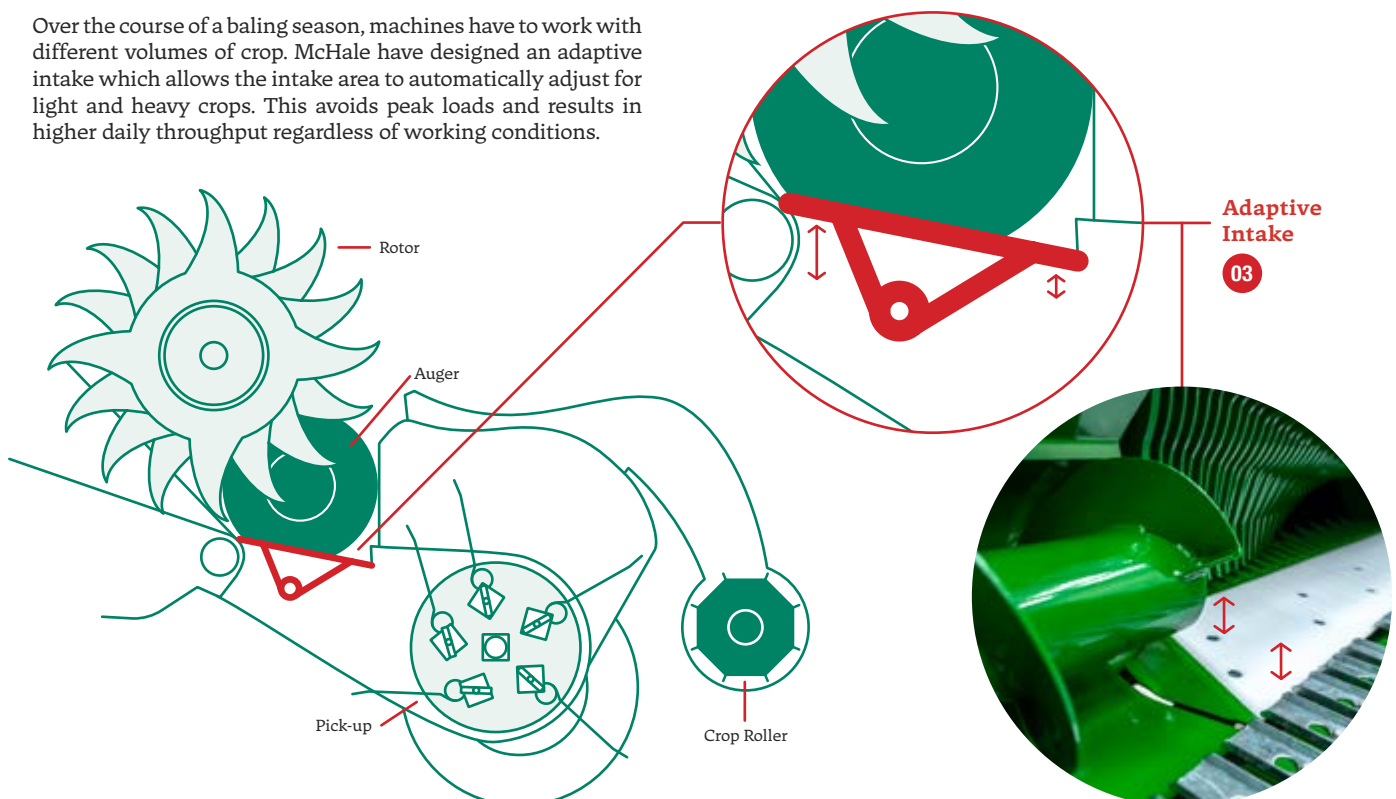 Over the course of a baling season, machines have to work with
different volumes of crop. McHale have designed an adaptive
intake which allows the intake area to automatically adjust for
light and heavy crops. This avoids peak loads and results in
higher daily throughput regardless of working conditions.
Adaptive
Intake
03
Rotor
Auger
Pick-up
Crop Roller